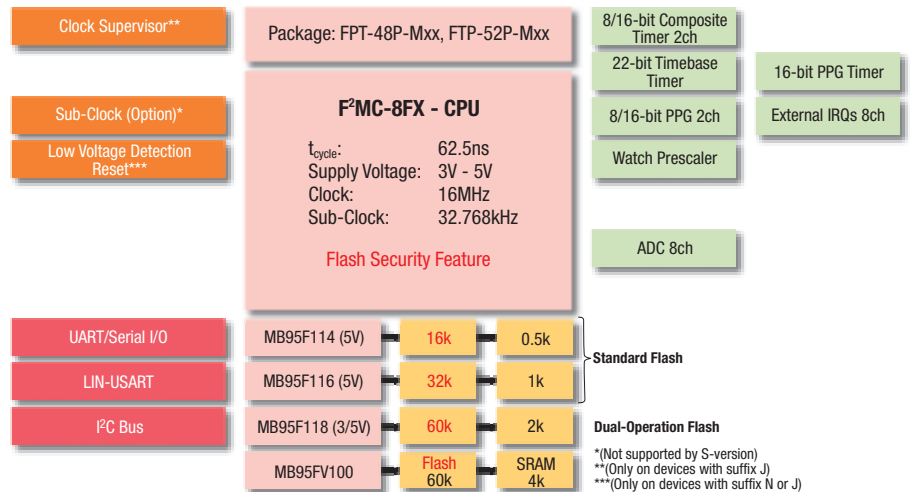 Clock Supervisor**
Sub-Clock (Option)*
Low Voltage Detection
Reset***
Package: FPT-48P-Mxx, FTP-52P-Mxx
F²MC-8FX - CPU
tcycle: 62.5ns
Supply Voltage: 3V - 5V
Clock: 16MHz
Sub-Clock: 32.768kHz
Flash Security Feature
8/16-bit Composite
Timer 2ch
22-bit Timebase
Timer
16-bit PPG Timer
8/16-bit PPG 2ch
External IRQs 8ch
Watch Prescaler
ADC 8ch
UART/Serial I/O
LIN-USART
I²C Bus
MB95F114 (5V) 16k 0.5k
MB95F116 (5V) 32k 1k
Standard Flash
MB95F118 (3/5V) 60k 2k
Dual-Operation Flash
MB95FV100
Flash
60k
SRAM
4k
*(Not supported by S-version)
**(Only on devices with suffix J)
***(Only on devices with suffix N or J)